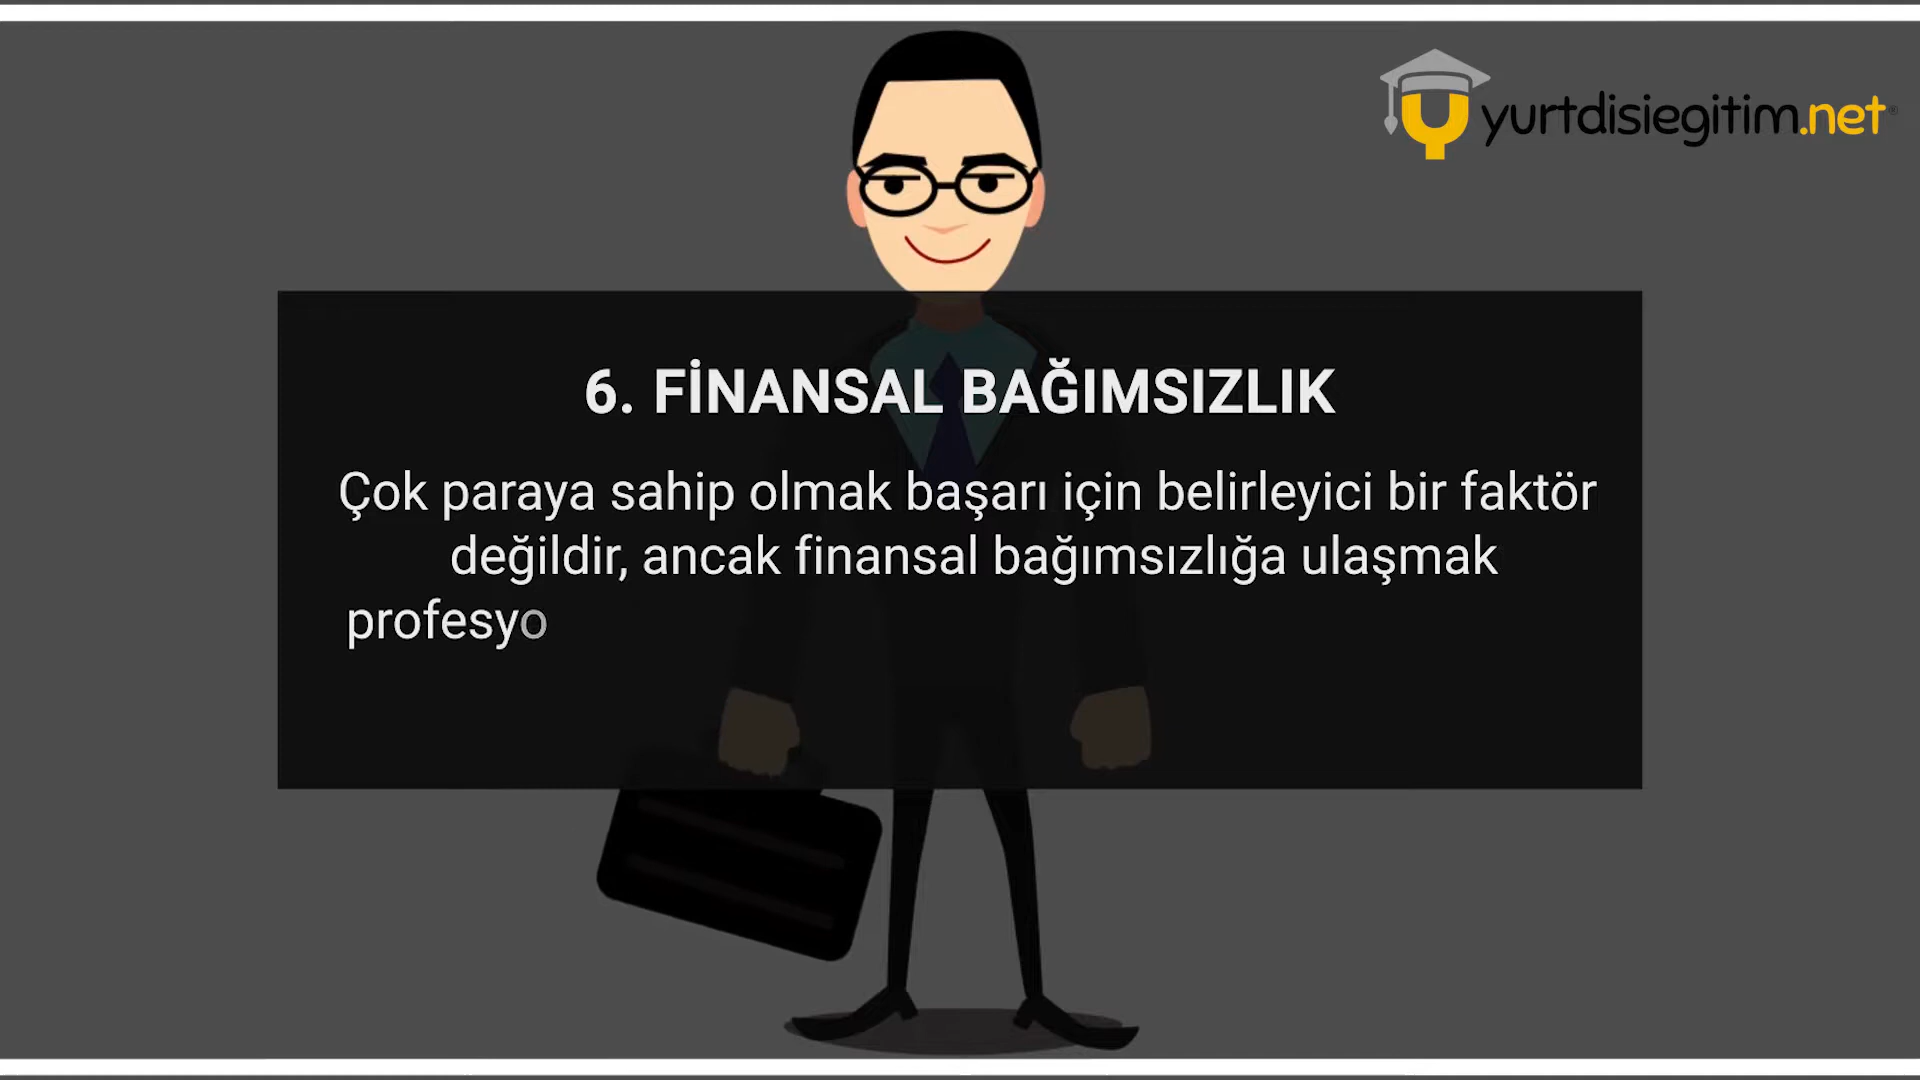 yurtdisiegitim.net
6. FİNANSAL BAĞIMSIZLIK
Çok paraya sahip olmak başarı için belirleyici bir faktör
değildir, ancak finansal bağımsızlığa ulaşmak
profesyo